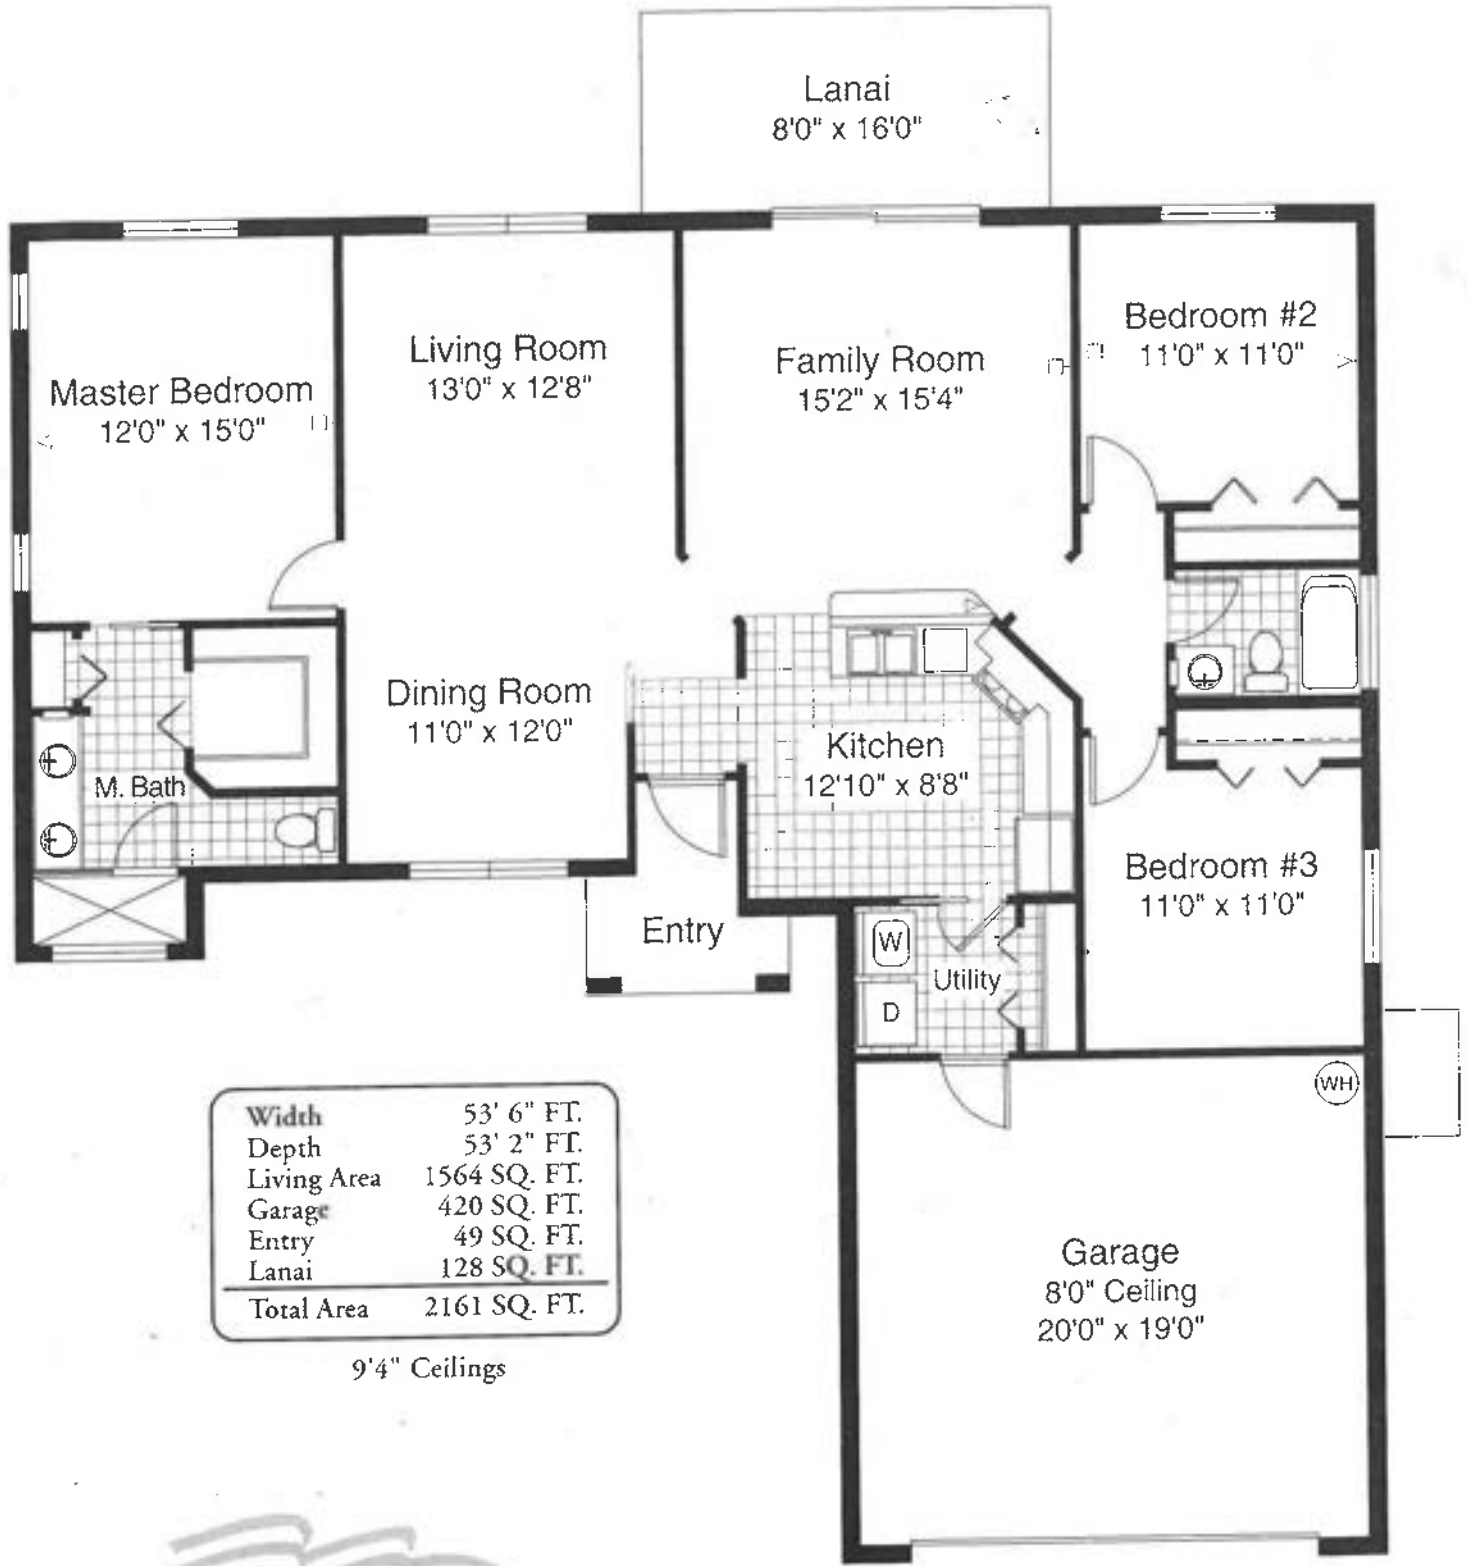 Lanai
8'0" x 16'0"
Bedroom #2
11'0" x 11'0"
Living Room
13'0" x 12'8"
Family Room
15'2" x 15'4"
Master Bedroom
12'0" x 15'0"
Dining Room
11'0" x 12'0"
Kitchen
12'10" x 8'8"
M. Bath
Bedroom #3
11'0" x 11'0"
Entry
W
Utility
D
WH
Width 53' 6" FT.
Depth 53' 2" FT.
Living Area 1564 SQ. FT.
Garage 420 SQ. FT.
Entry 49 SQ. FT.
Lanai 128 SQ. FT.
Total Area 2161 SQ. FT.
9'4" Ceilings
Garage
8'0" Ceiling
20'0" x 19'0"